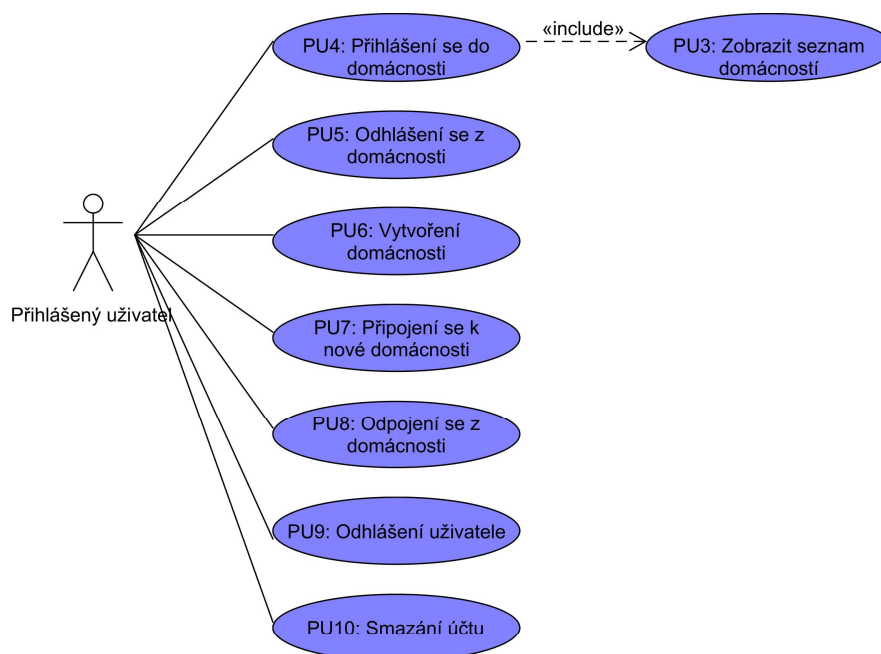 PU4: Přihlášení se do
domácnosti
«include»
PU3: Zobrazit seznam
domácností
PU5: Odhlášení se z
domácnosti
PU6: Vytvoření
domácnosti
Přihlášený uživatel
PU7: Připojení se k
nové domácnosti
PU8: Odpojení se z
domácnosti
PU9: Odhlášení uživatele
PU10: Smazání účtu